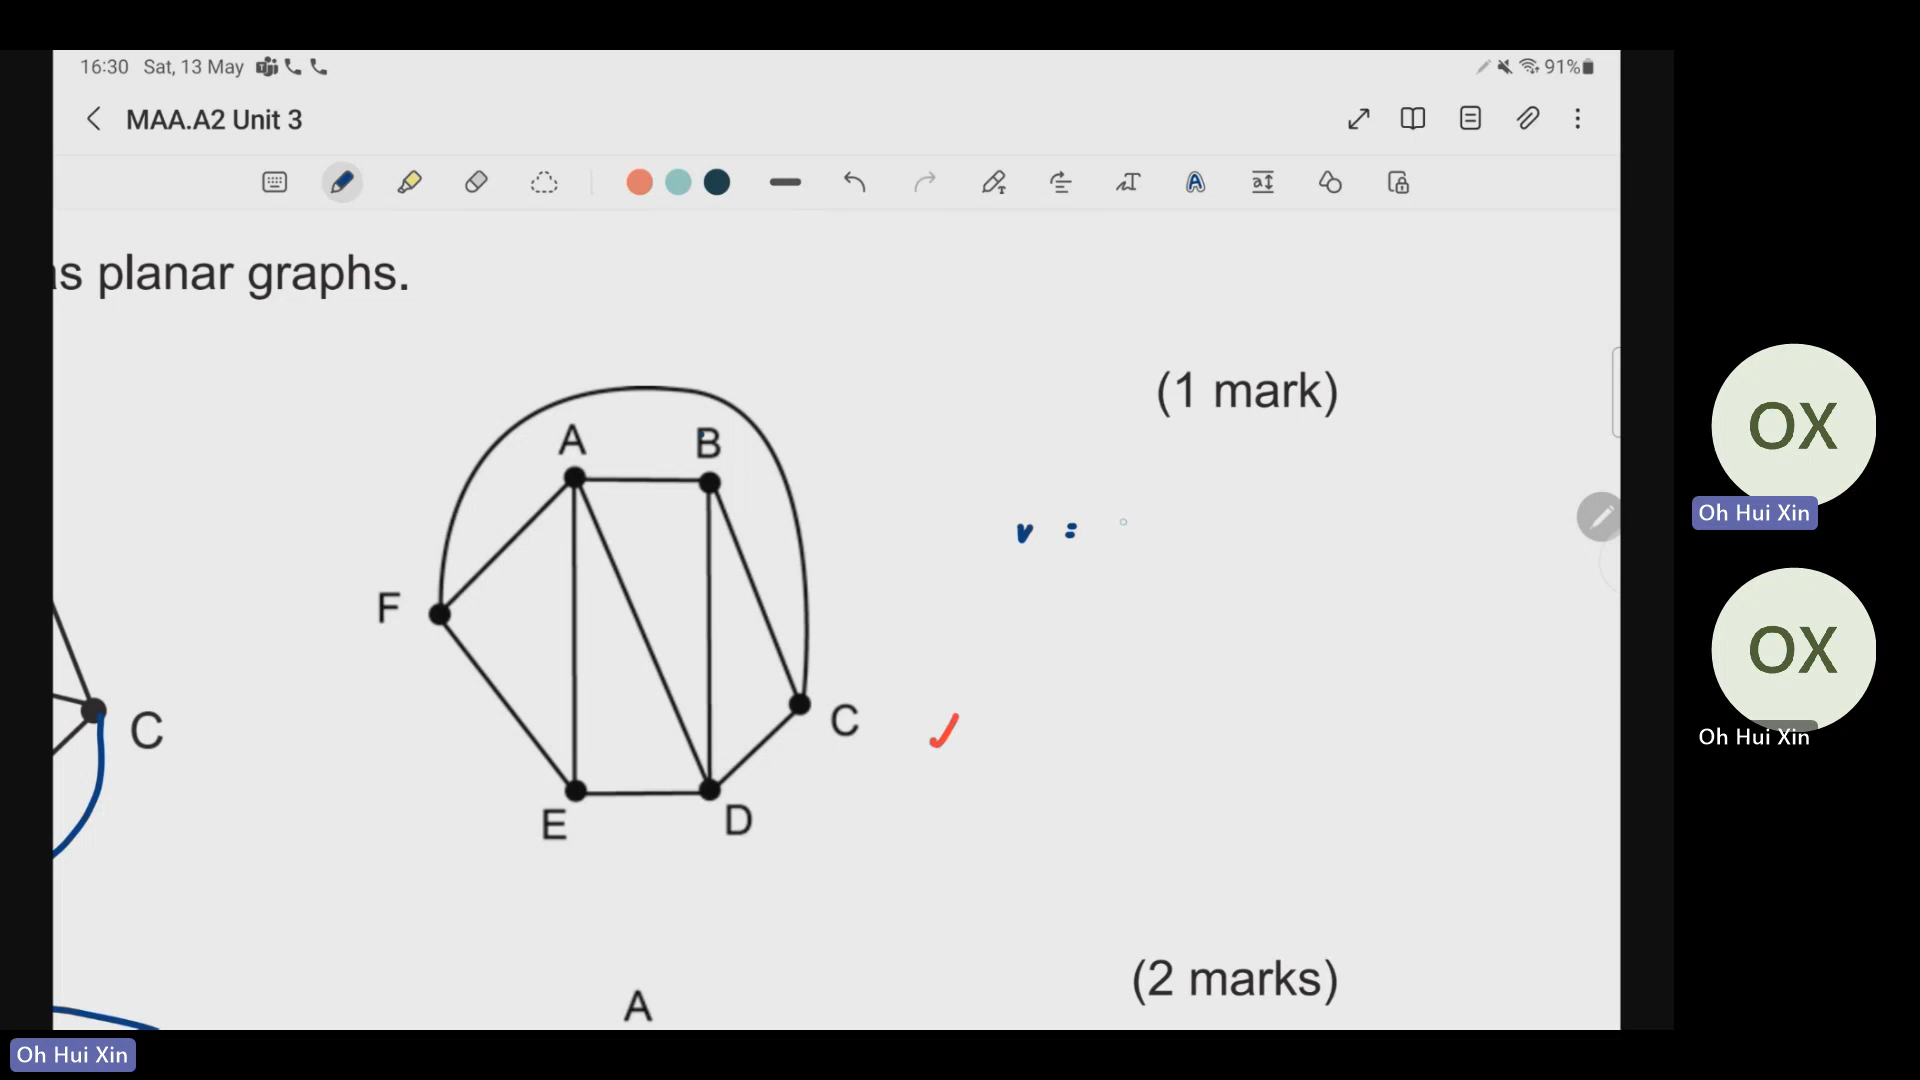 16:30 Sat, 13 May 91%
MAA.A2 Unit 3
as planar graphs.
(1 mark)
A B
v =
F
C
C
E D
(2 marks)
A
OX
Oh Hui Xin
OX
Oh Hui Xin
Oh Hui Xin